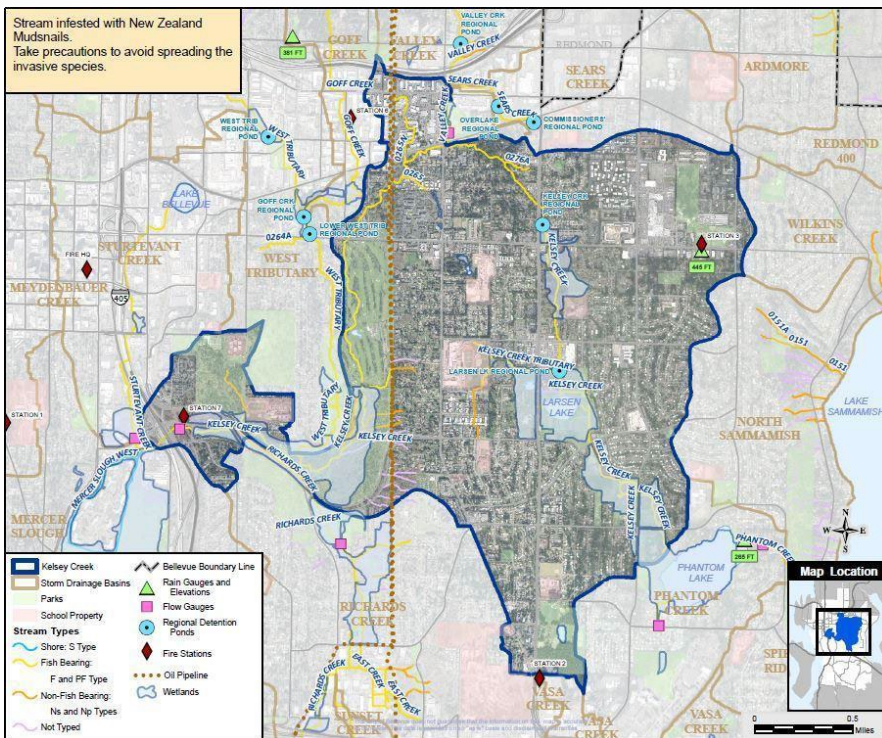 Stream infested with New Zealand
Mudsnails.
Take precautions to avoid spreading the
invasive species.
381 FT
GOFF
CREEK
VALLEY
CREEK
VALLEY CRK
REGIONAL
POND
VALLEY CREEK
REDMOND
SEARS
CREEK
ARDMORE
GOFF CREEK
SEARS CREEK
SEARS CREEK
STATION 6
GOFF CREEK
VALLEY CREEK
OVERLAKE
REGIONAL
POND
COMMISSIONERS'
REGIONAL POND
WEST TRIB
REGIONAL
POND
WEST TRIBUTARY
0265N
0265
0276A
REDMOND
400
LAKE
BELLEVUE
GOFF CRK
REGIONAL
POND
LOWER WEST TRIB
REGIONAL POND
0264A
KELSEY CRK
REGIONAL
POND
KELSEY CREEK
STATION 3
445 FT
WILKINS
CREEK
STURTEVANT
CREEK
FIRE HQ
WEST
TRIBUTARY
WEST TRIBUTARY
MEYDENBAUER
CREEK
405
0151A
0151
0151
KELSEY CREEK TRIBUTARY
LARSEN LK REGIONAL POND
KELSEY CREEK
LARSEN
LAKE
LAKE
SAMMAMISH
STURTEVANT CREEK
WEST TRIBUTARY
KELSEY CREEK
STATION 1
STATION 7
KELSEY CREEK
KELSEY CREEK
NORTH
SAMMAMISH
RICHARDS CREEK
KELSEY CREEK
KELSEY CREEK
KELSEY CREEK
MERCER SLOUGH WEST
RICHARDS CREEK
MERCER
SLOUGH
PHANTOM CREEK
265 FT
PHANTOM
LAKE
PHANTOM
CREEK
RICHARDS
CREEK
RICHARDS CREEK
EAST CREEK
EAST CREEK
SUNSET
CREEK
STATION 2
VASA
CREEK
VASA
CREEK
VASA
CREEK
N
W
E
S
Kelsey Creek
Storm Drainage Basins
Parks
School Property
Stream Types
Shore: S Type
Fish Bearing:
F and PF Type
Non-Fish Bearing:
Ns and Np Types
Not Typed
Bellevue Boundary Line
Rain Gauges and
Elevations
Flow Gauges
Regional Detention
Ponds
Fire Stations
Oil Pipeline
Wetlands
Map Location
0
0.5
Miles